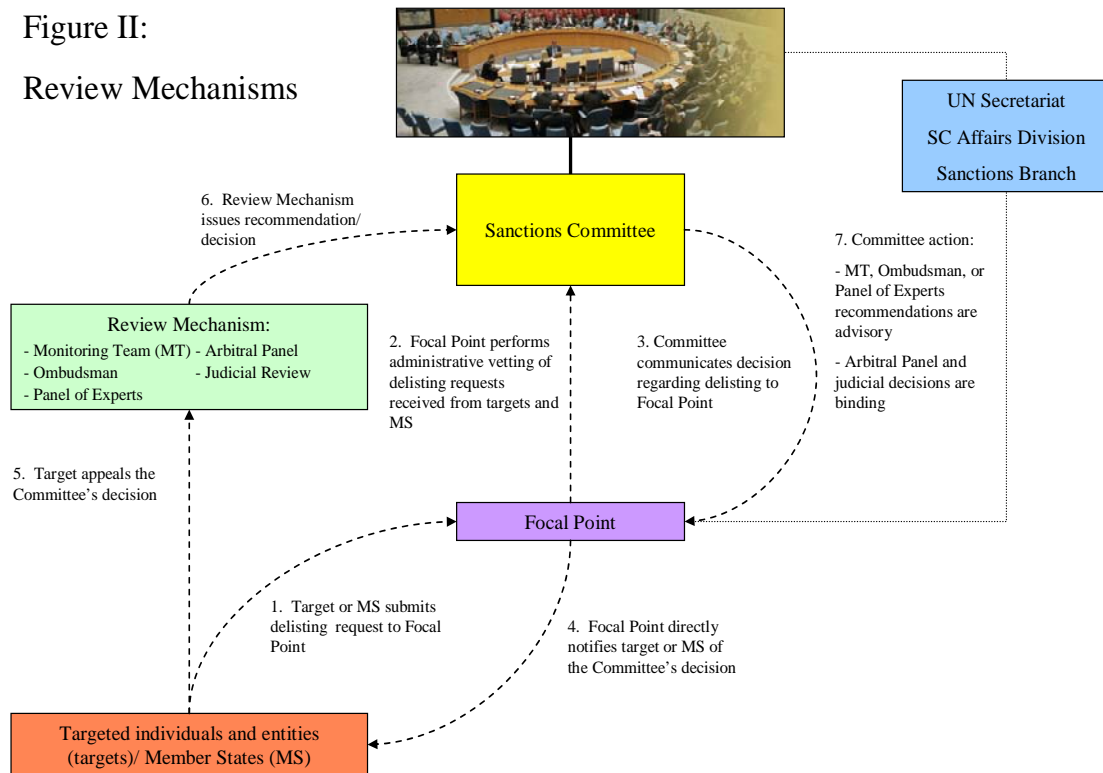 Figure II:
Review Mechanisms
UN Secretariat
SC Affairs Division
Sanctions Branch
6. Review Mechanism
issues recommendation/
decision
Sanctions Committee
7. Committee action:
- MT, Ombudsman, or
Panel of Experts
recommendations are
advisory
- Arbitral Panel and
judicial decisions are
binding
Review Mechanism:
- Monitoring Team (MT) - Arbitral Panel
- Ombudsman - Judicial Review
- Panel of Experts
2. Focal Point performs
administrative vetting of
delisting requests
received from targets and
MS
3. Committee
communicates decision
regarding delisting to
Focal Point
5. Target appeals the
Committee's decision
Focal Point
1. Target or MS submits
delisting request to Focal
Point
4. Focal Point directly
notifies target or MS of
the Committee's decision
Targeted individuals and entities
(targets)/ Member States (MS)